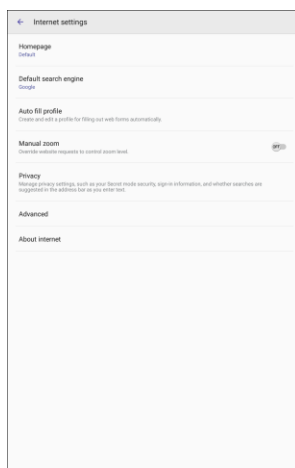 Internet settings
Homepage
Default
Default search engine
Google
Auto fill profile
Create and edit a profile for filling out web forms automatically.
Manual zoom
Override website requests to control zoom level.
OFF
Privacy
Manage privacy settings, such as your Secret mode security, sign in information, and whether searches are
suggested in the address bar as you enter text.
Advanced
About internet